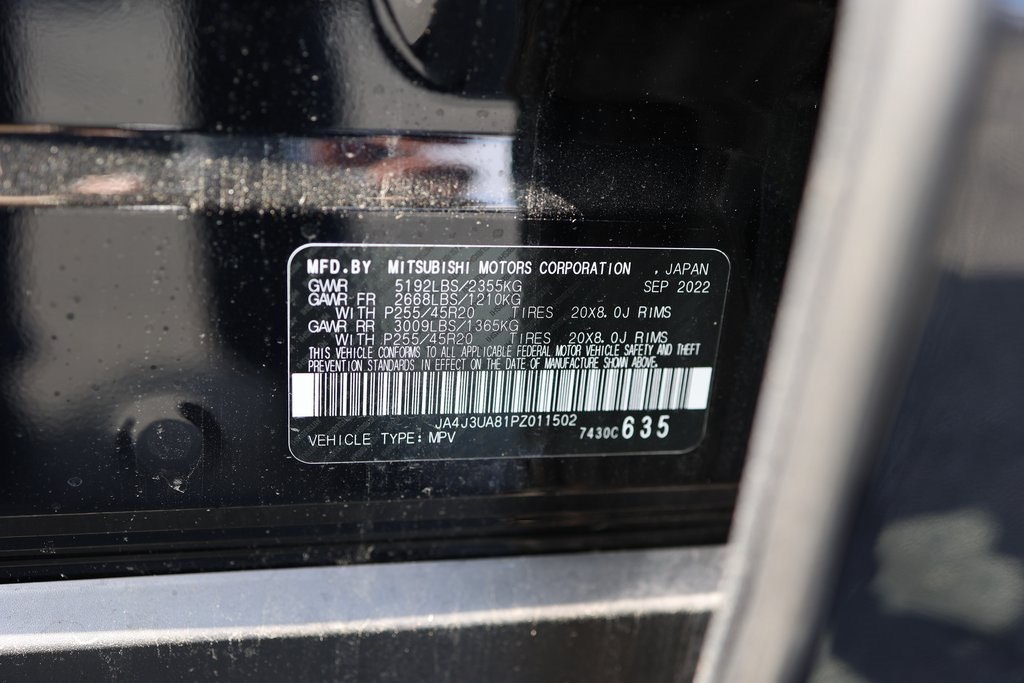 MFD.BY MITSUBISHI MOTORS CORPORATION , JAPAN
GVWR 5192LBS/2355KG SEP 2022
GAWR FR 2668LBS/1210KG
WITH P255/45R20 TIRES 20X8.0J RIMS
GAWR RR 3009LBS/1365KG
WITH P255/45R20 TIRES 20X8.0J RIMS
THIS VEHICLE CONFORMS TO ALL APPLICABLE FEDERAL MOTOR VEHICLE SAFETY AND THEFT
PREVENTION STANDARDS IN EFFECT ON THE DATE OF MANUFACTURE SHOWN ABOVE.
JA4J3UA81PZ011502
VEHICLE TYPE: MPV 7430C 635